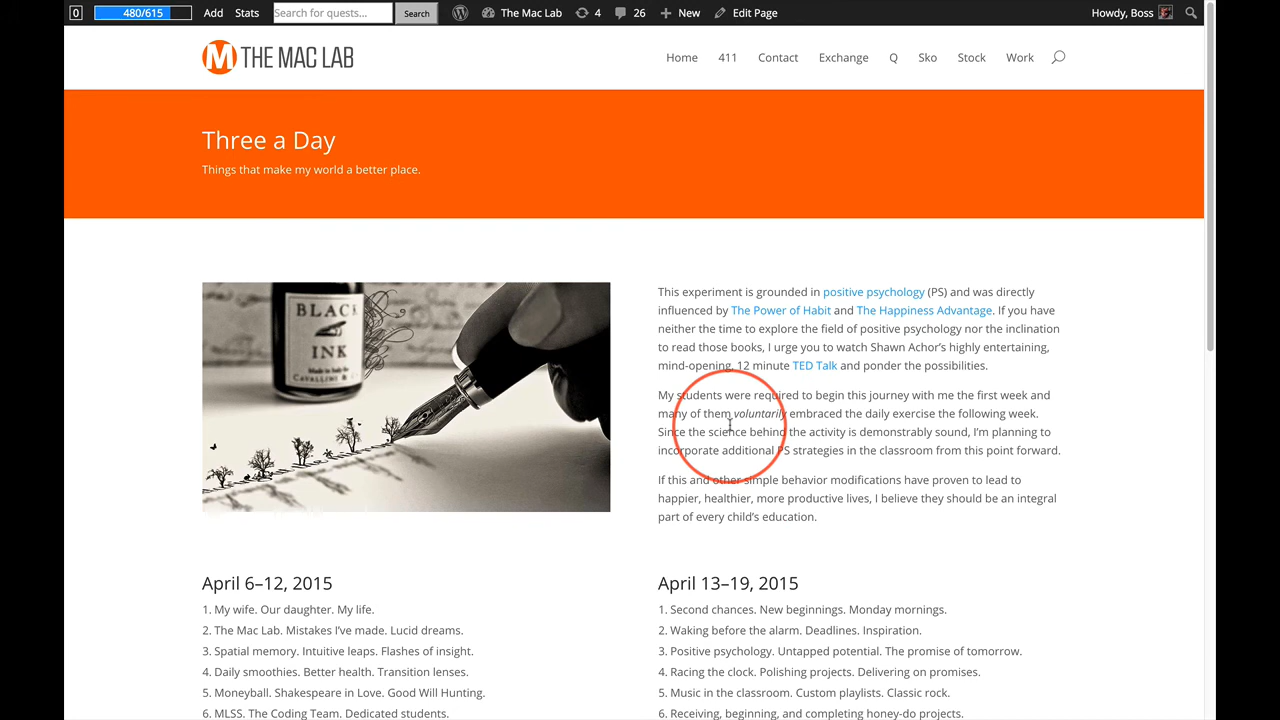 0 480/615 Add Stats Search for quests... Search The Mac Lab 4 26 New Edit Page Howdy, Boss
M THE MAC LAB Home 411 Contact Exchange Q Sko Stock Work
Three a Day
Things that make my world a better place.
BLACK
INK
Made in Italy for
CAVALLINI & C
This experiment is grounded in positive psychology (PS) and was directly
influenced by The Power of Habit and The Happiness Advantage. If you have
neither the time to explore the field of positive psychology nor the inclination
to read those books, I urge you to watch Shawn Achor’s highly entertaining,
mind-opening, 12 minute TED Talk and ponder the possibilities.
My students were required to begin this journey with me the first week and
many of them voluntarily embraced the daily exercise the following week.
Since the science behind the activity is demonstrably sound, I’m planning to
incorporate additional PS strategies in the classroom from this point forward.
If this and other simple behavior modifications have proven to lead to
happier, healthier, more productive lives, I believe they should be an integral
part of every child’s education.
April 6–12, 2015
1. My wife. Our daughter. My life.
2. The Mac Lab. Mistakes I’ve made. Lucid dreams.
3. Spatial memory. Intuitive leaps. Flashes of insight.
4. Daily smoothies. Better health. Transition lenses.
5. Moneyball. Shakespeare in Love. Good Will Hunting.
6. MLSS. The Coding Team. Dedicated students.
April 13–19, 2015
1. Second chances. New beginnings. Monday mornings.
2. Waking before the alarm. Deadlines. Inspiration.
3. Positive psychology. Untapped potential. The promise of tomorrow.
4. Racing the clock. Polishing projects. Delivering on promises.
5. Music in the classroom. Custom playlists. Classic rock.
6. Receiving, beginning, and completing honey-do projects.